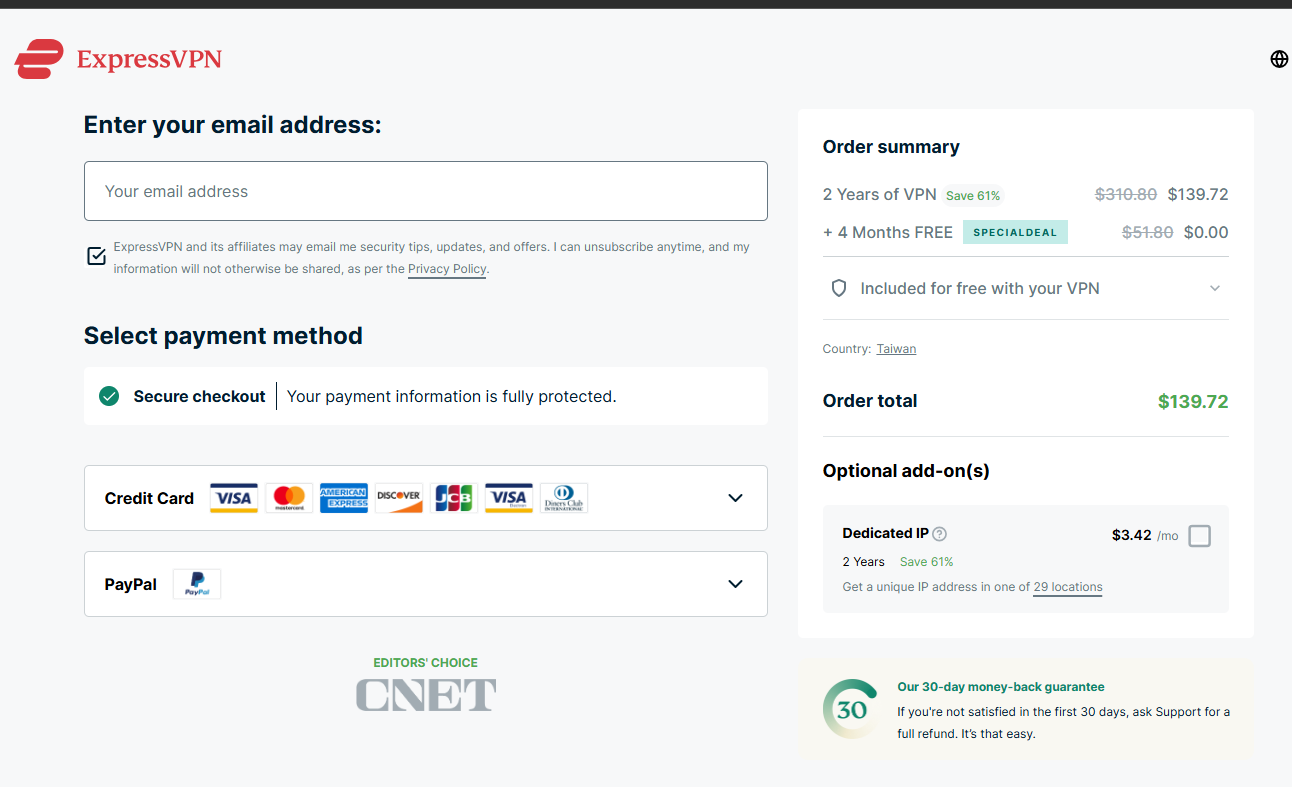 ExpressVPN
Enter your email address:
Your email address
ExpressVPN and its affiliates may email me security tips, updates, and offers. I can unsubscribe anytime, and my
information will not otherwise be shared, as per the Privacy Policy.
Select payment method
Secure checkout Your payment information is fully protected.
Credit Card VISA mastercard AMERICAN EXPRESS DISCOVER JCB VISA Diners Club INTERNATIONAL
PayPal PayPal
EDITORS' CHOICE
CNET
Order summary
2 Years of VPN Save 61% $310.80 $139.72
+ 4 Months FREE SPECIALDEAL $51.80 $0.00
Included for free with your VPN
Country: Taiwan
Order total $139.72
Optional add-on(s)
Dedicated IP ? $3.42 /mo
2 Years Save 61%
Get a unique IP address in one of 29 locations
30
Our 30-day money-back guarantee
If you're not satisfied in the first 30 days, ask Support for a
full refund. It's that easy.